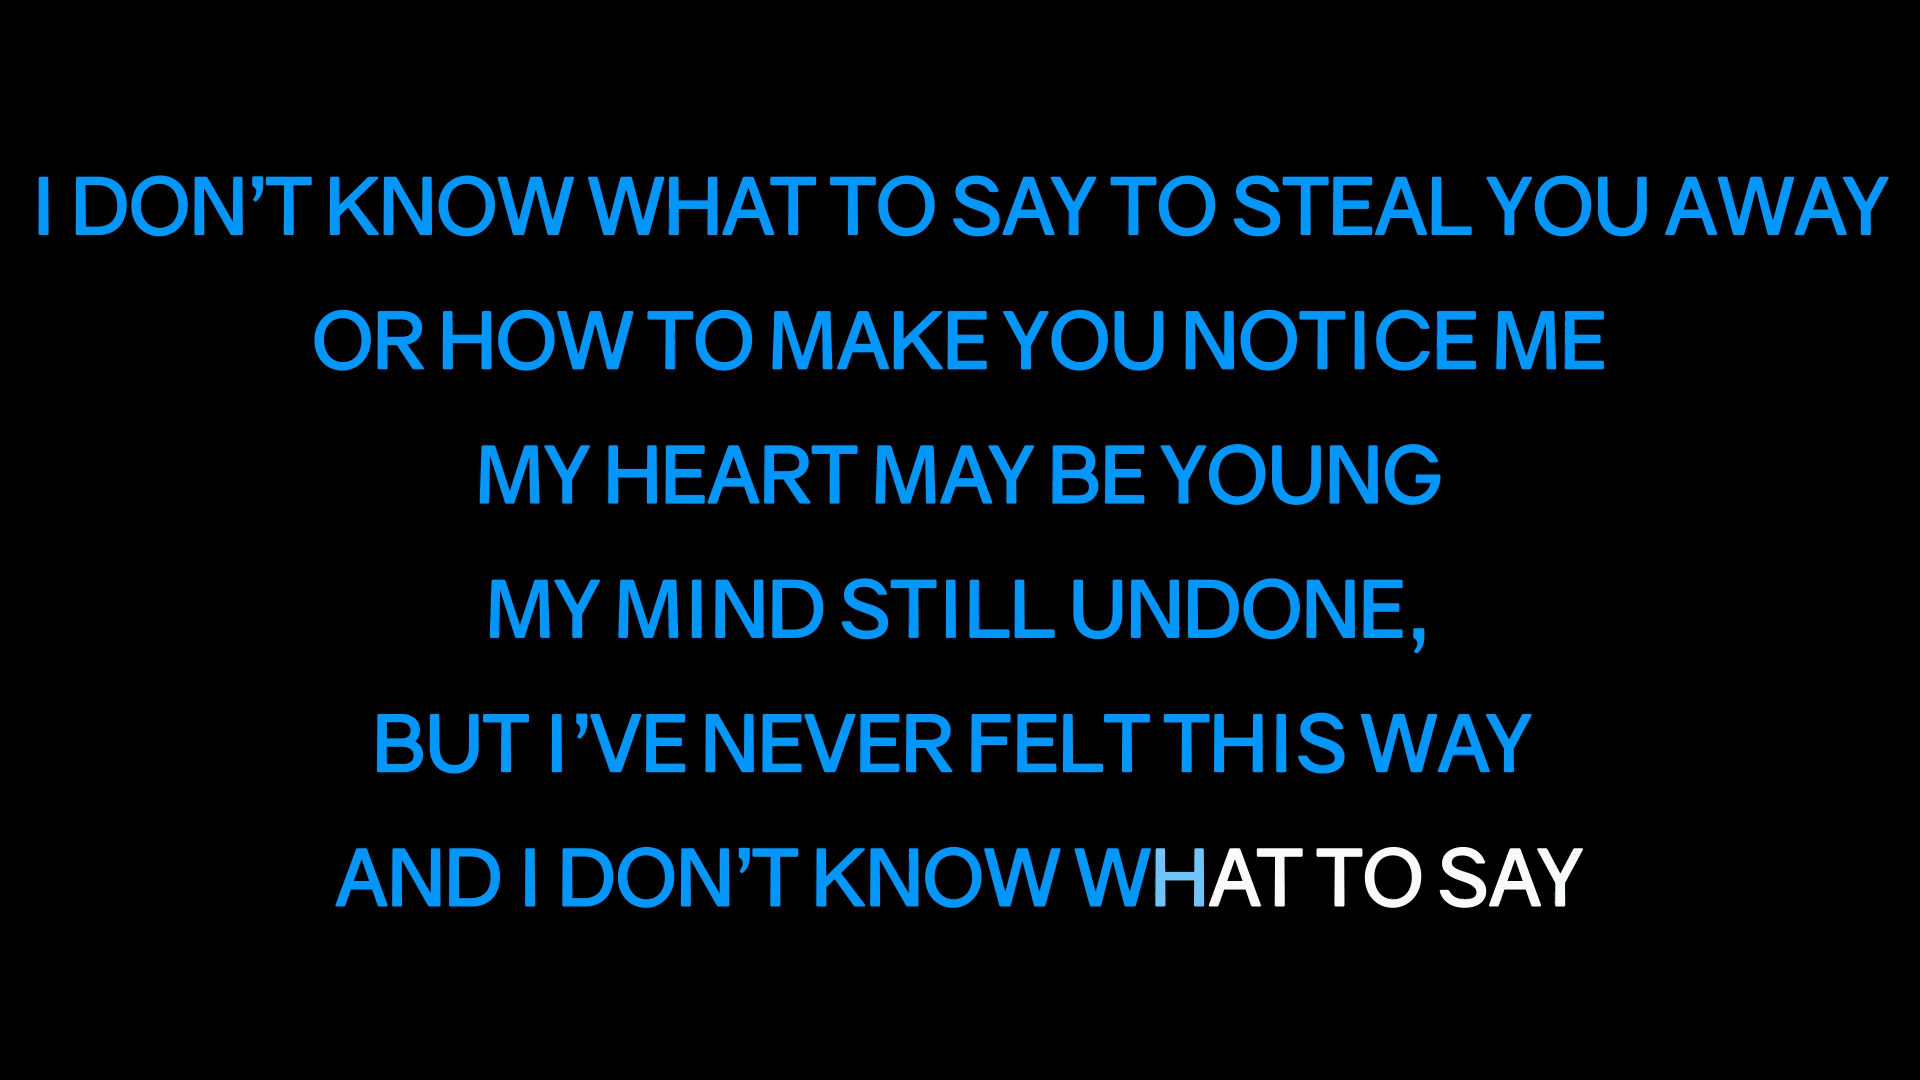 I DON’T KNOW WHAT TO SAY TO STEAL YOU AWAY
OR HOW TO MAKE YOU NOTICE ME
MY HEART MAY BE YOUNG
MY MIND STILL UNDONE,
BUT I’VE NEVER FELT THIS WAY
AND I DON’T KNOW WHAT TO SAY